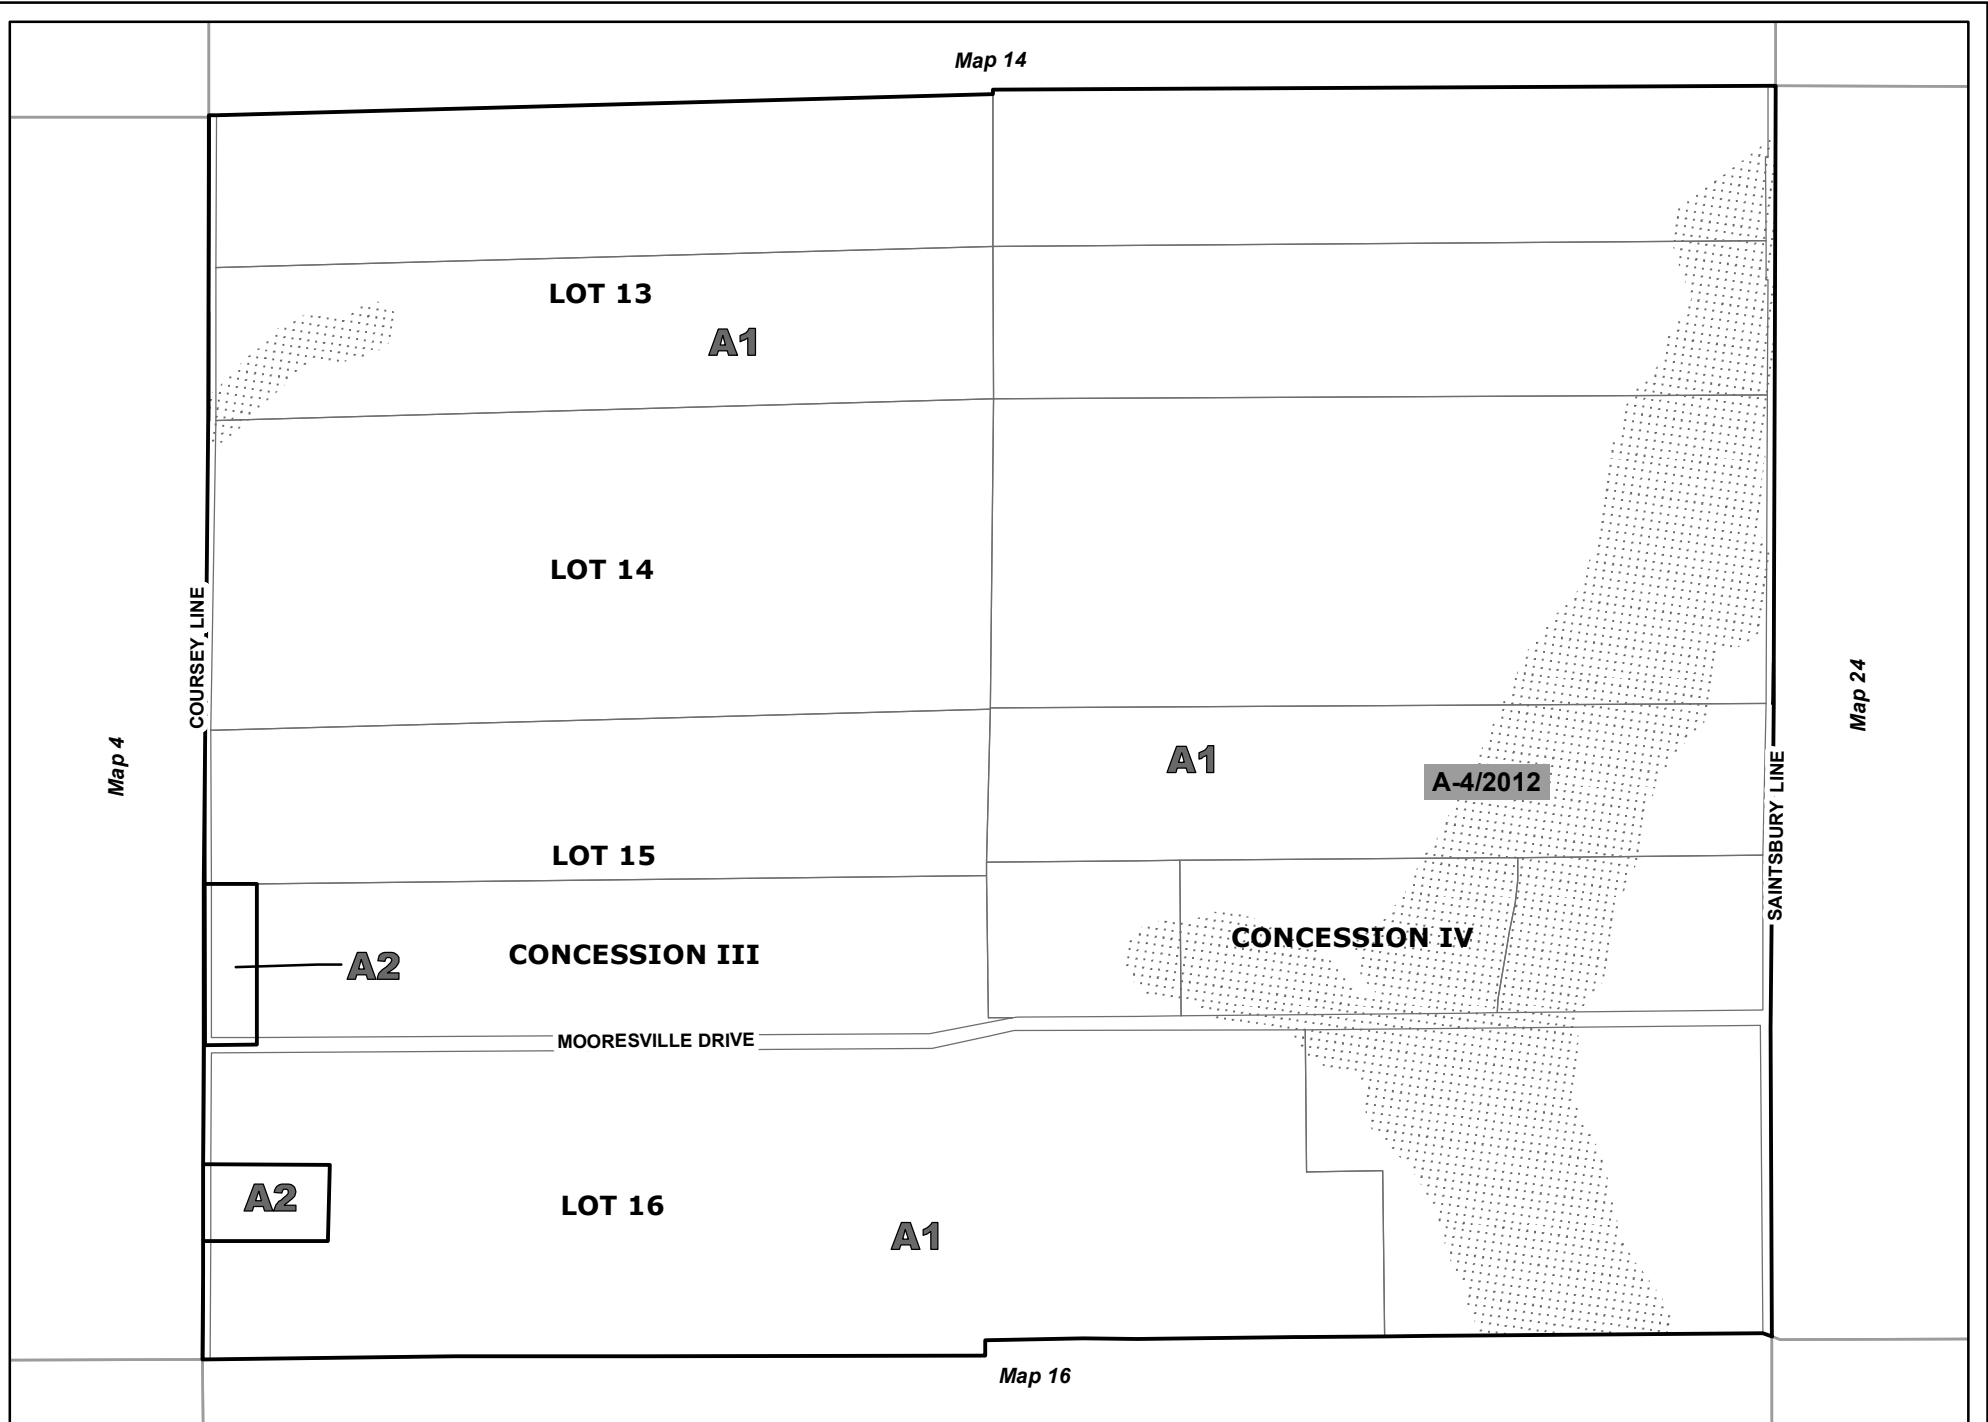 Map 14
LOT 13
A1
LOT 14
COURSEY LINE
Map 4
Map 24
A1
A-4/2012
SAINTSBURY LINE
LOT 15
CONCESSION IV
CONCESSION III
A2
MOORESVILLE DRIVE
A2
LOT 16
A1
Map 16